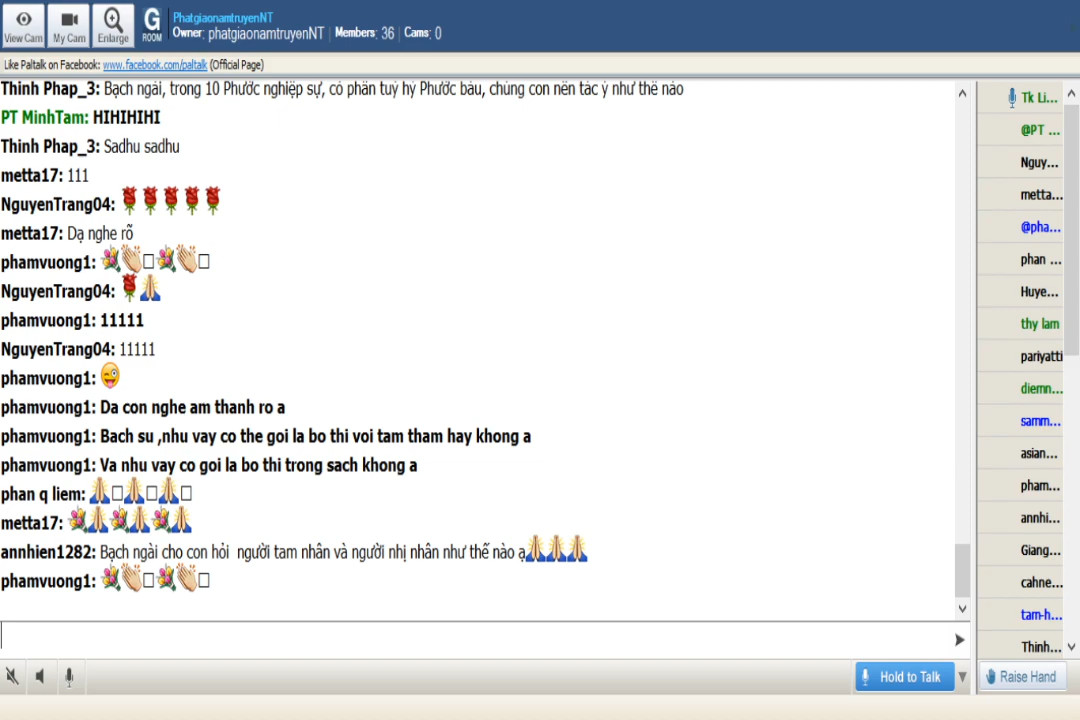 PhatgiaonamtruyenNT
View Cam My Cam Enlarge G ROOM Owner: phatgiaonamtruyenNT | Members: 36 | Cams: 0
Like Paltalk on Facebook: www.facebook.com/paltalk (Official Page)
Thinh Phap_3: Bạch ngài, trong 10 Phước nghiệp sự, có phần tuỳ hỷ Phước báu, chúng con nên tác ý như thế nào
PT MinhTam: HIHIHIHI
Thinh Phap_3: Sadhu sadhu
metta17: 111
NguyenTrang04:
metta17: Dạ nghe rõ
phamvuong1:
NguyenTrang04:
phamvuong1: 11111
NguyenTrang04: 11111
phamvuong1:
phamvuong1: Da con nghe am thanh ro a
phamvuong1: Bach su ,nhu vay co the goi la bo thi voi tam tham hay khong a
phamvuong1: Va nhu vay co goi la bo thi trong sach khong a
phan q liem:
metta17:
annhien1282: Bạch ngài cho con hỏi người tam nhân và người nhị nhân như thế nào ạ
phamvuong1:
Tk Li...
@PT ...
Nguy...
metta...
@pha...
phan ...
Huye...
thy lam
pariyatti
diemn...
samm...
asian...
pham...
annhi...
Giang...
cahne...
tam-h...
Thinh...
Hold to Talk
Raise Hand